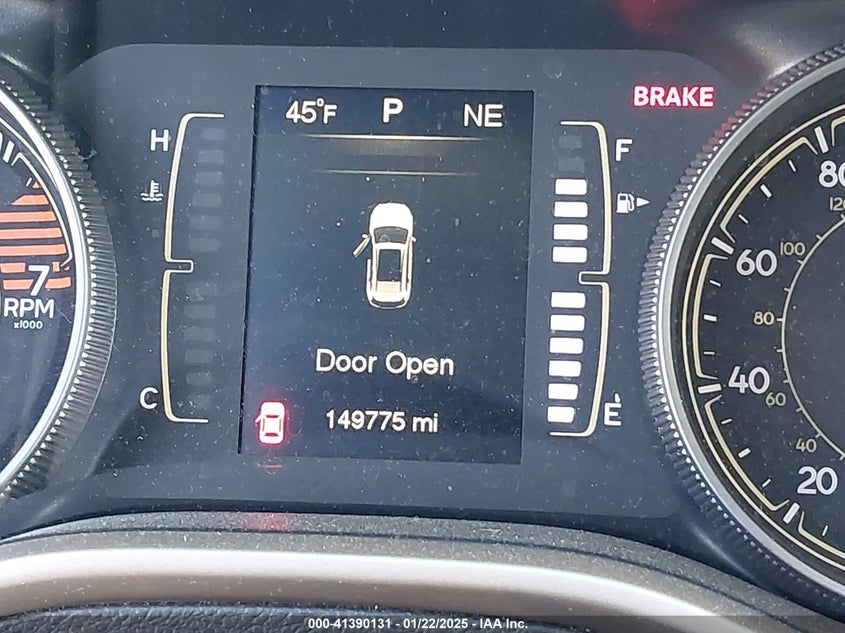 45°F P NE
BRAKE
H
F
7
RPM
x1000
C
E
Door Open
149775 mi
80
120
100
60
80
40
60
40
20
000-41390131 - 01/22/2025 - IAA Inc.